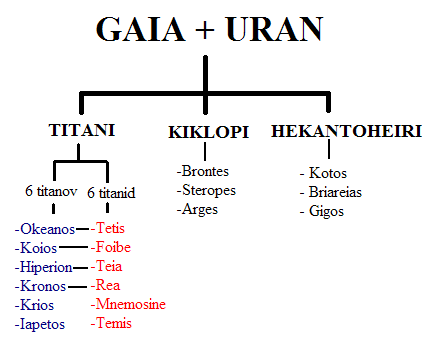 GAIA + URAN
TITANI
KIKLOPI
HEKANTOHEIRI
6 titanov
6 titanid
-Okeanos
-Koios
-Hiperion
-Kronos
-Krios
-Iapetos
-Tetis
-Foibe
-Teia
-Rea
-Mnemosine
-Temis
-Brontes
-Steropes
-Arges
- Kotos
- Briareias
- Gigos